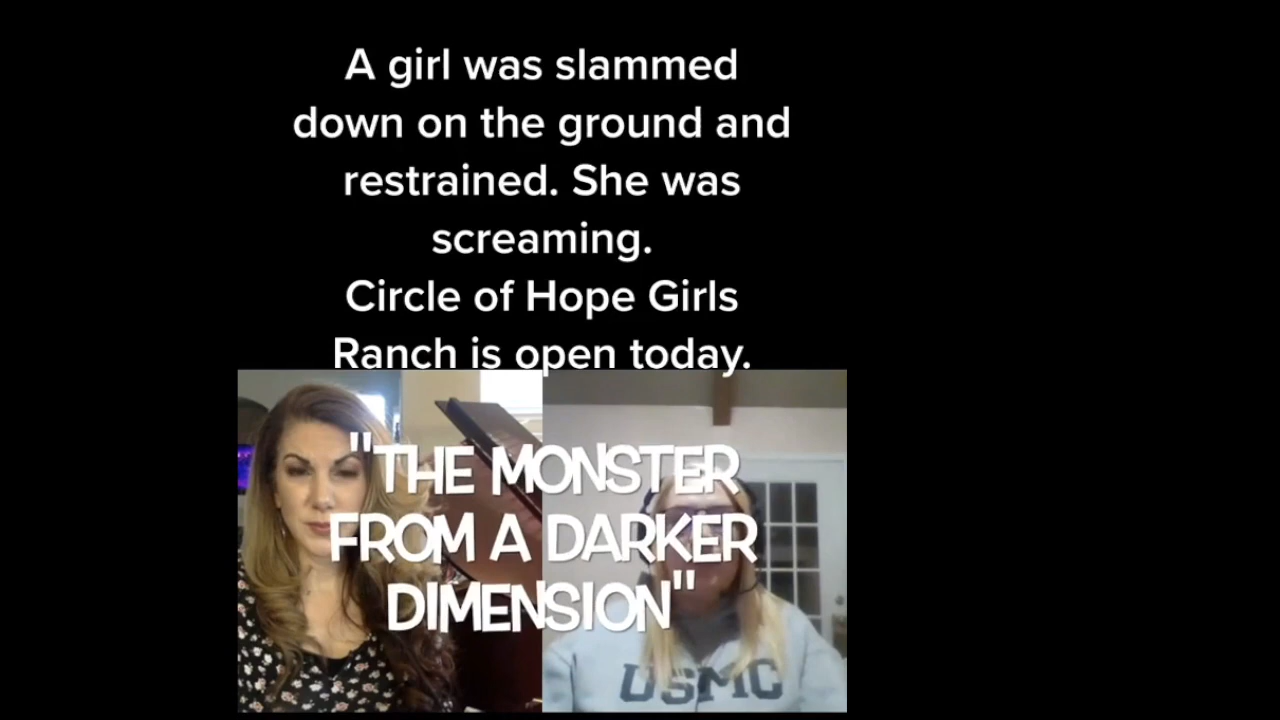 A girl was slammed
down on the ground and
restrained. She was
screaming.
Circle of Hope Girls
Ranch is open today.
"THE MONSTER
FROM A DARKER
DIMENSION"
USMC